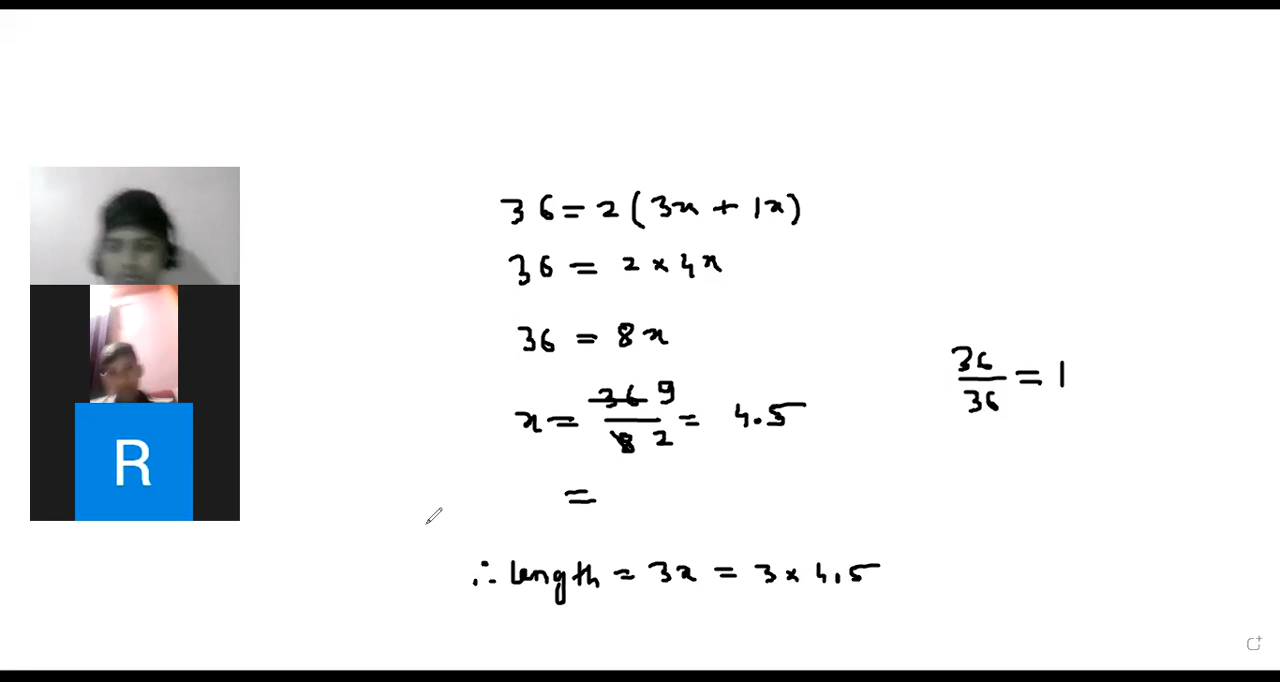 36 = 2 ( 3x + 1x )
36 = 2 × 4x
36 = 8x
x = 36 9 / 8 2 = 4.5
36 / 36 = 1
=
∴ length = 3x = 3 × 4.5
R